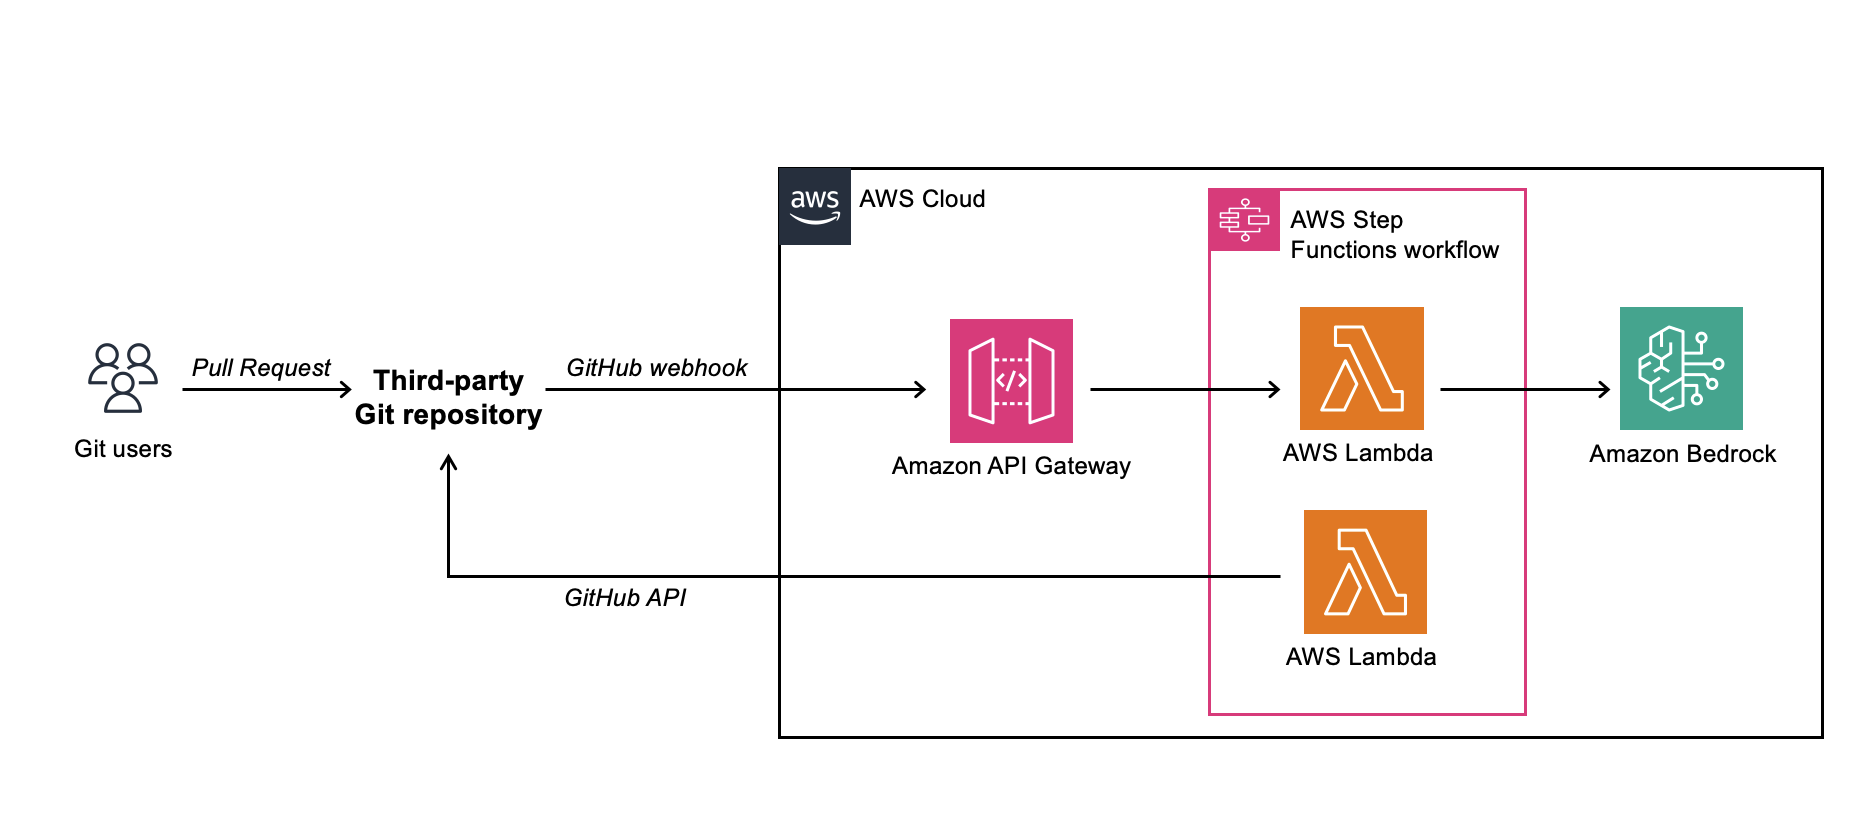 aws
AWS Cloud
AWS Step
Functions workflow
Pull Request
GitHub webhook
Third-party
Git repository
</>
Git users
Amazon API Gateway
AWS Lambda
Amazon Bedrock
GitHub API
AWS Lambda